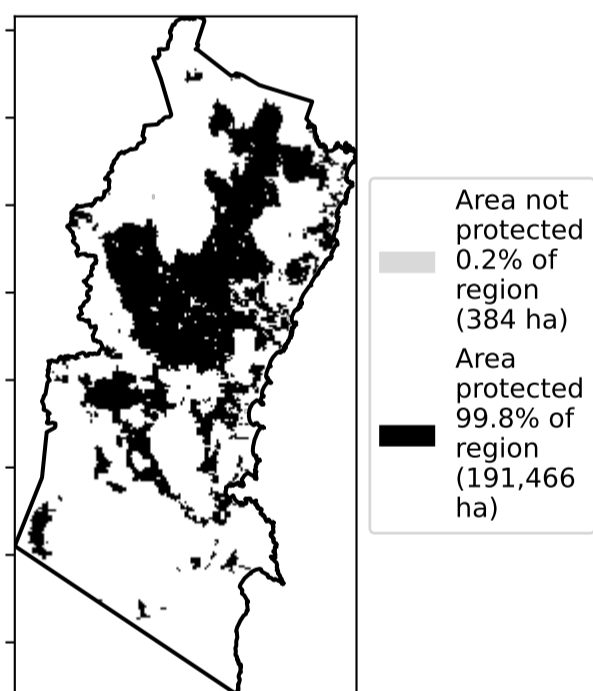 Area not
protected
0.2% of
region
(384 ha)
Area
protected
99.8% of
region
(191,466
ha)